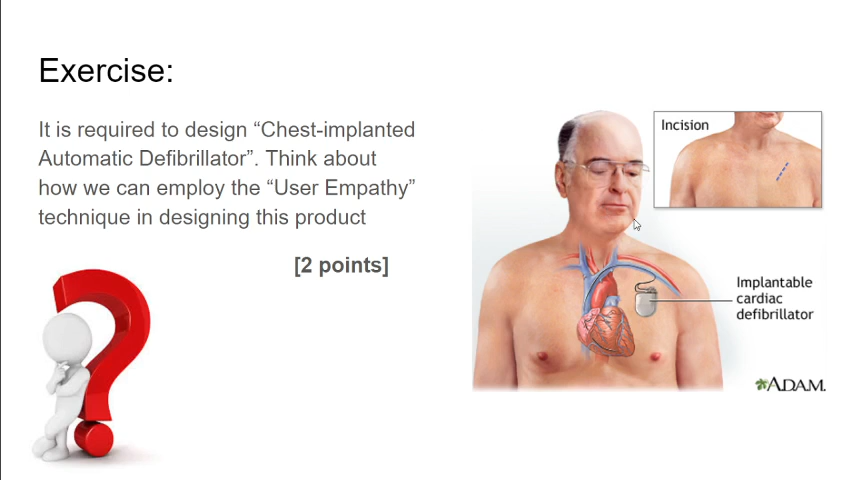 Exercise:
It is required to design “Chest-implanted
Automatic Defibrillator”. Think about
how we can employ the “User Empathy”
technique in designing this product
[2 points]
Incision
Implantable
cardiac
defibrillator
ADAM.